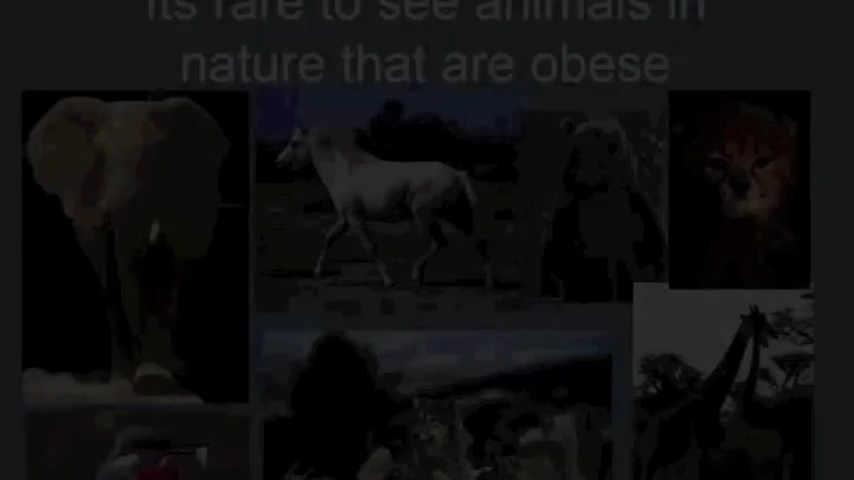 its rare to see animals in
nature that are obese